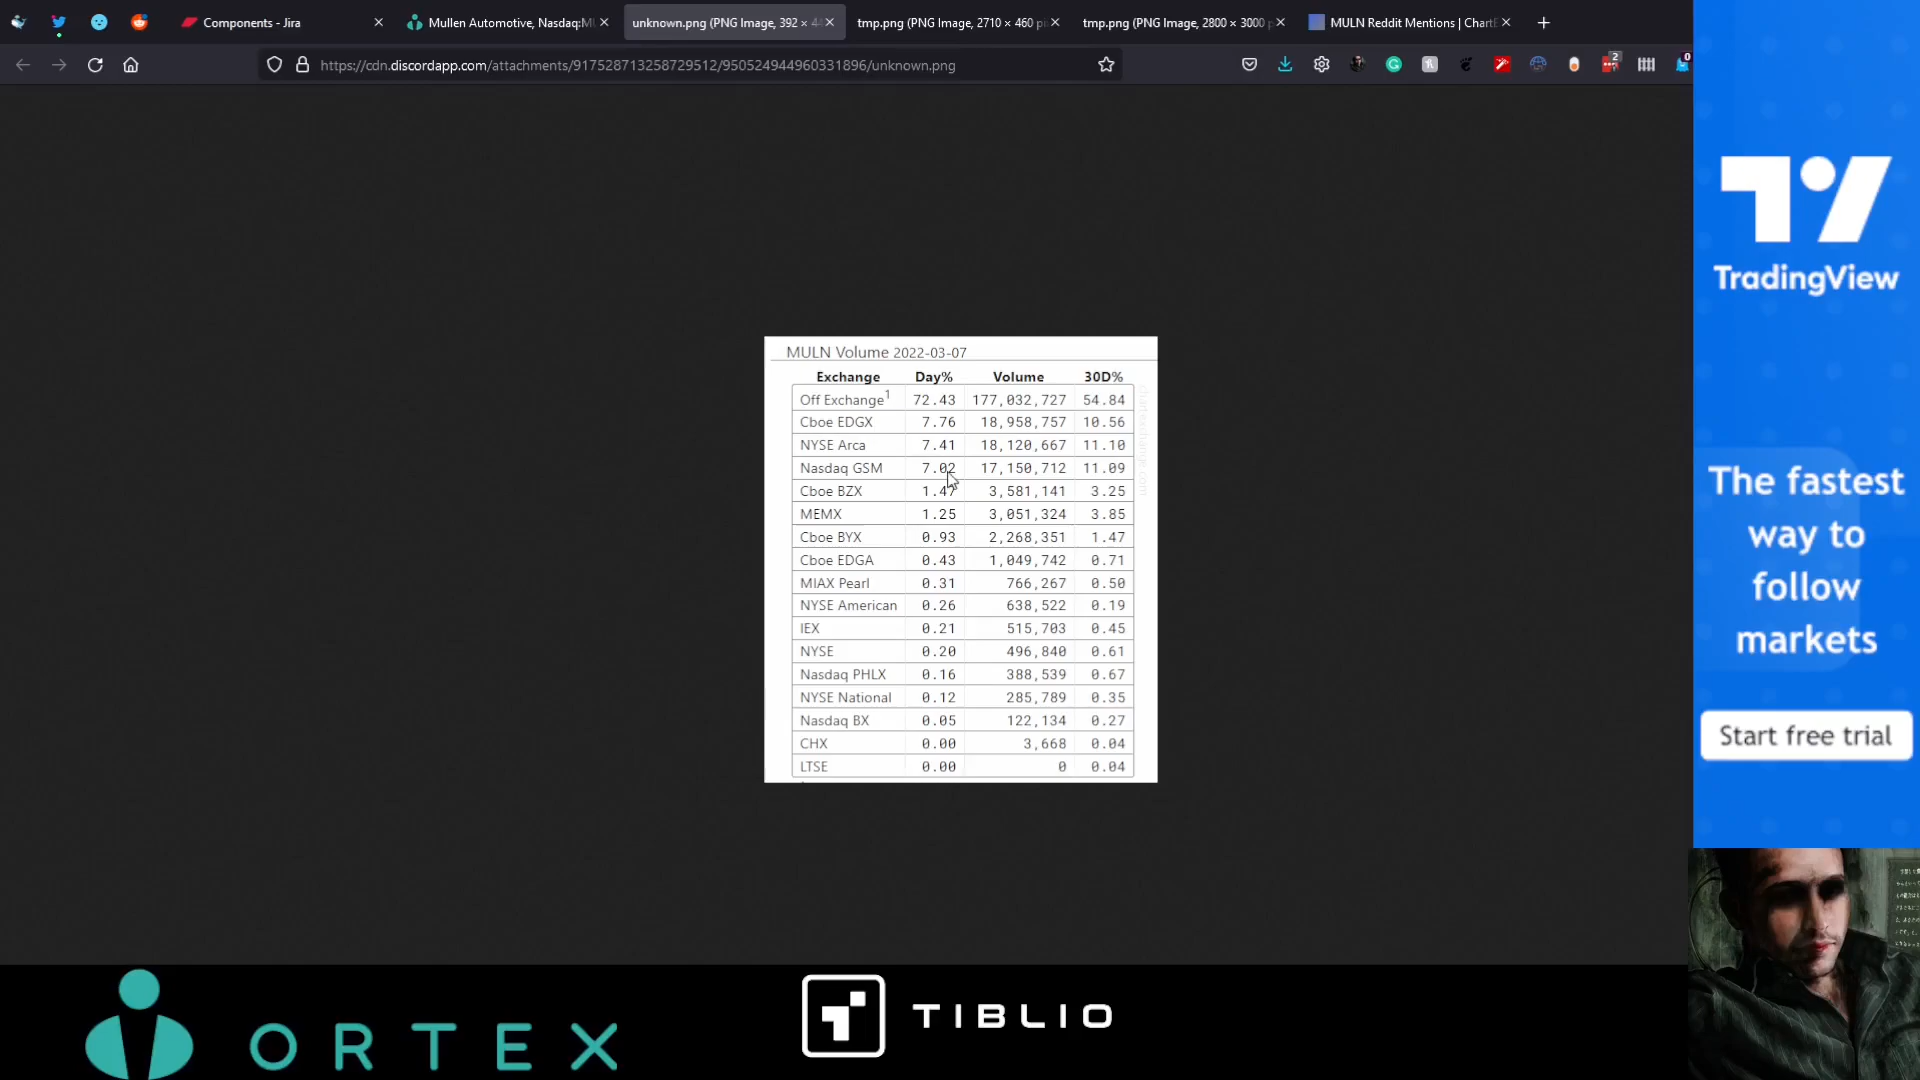 Components - Jira
Mullen Automotive, Nasdaq:MU
unknown.png (PNG Image, 392 × 44
tmp.png (PNG Image, 2710 × 460 pi
tmp.png (PNG Image, 2800 × 3000 p
MULN Reddit Mentions | ChartE
https://cdn.discordapp.com/attachments/917528713258729512/950524944960331896/unknown.png
2
0
MULN Volume 2022-03-07
Exchange Day% Volume 30D%
Off Exchange1 72.43 177,032,727 54.84
Cboe EDGX 7.76 18,958,757 10.56
NYSE Arca 7.41 18,120,667 11.10
Nasdaq GSM 7.02 17,150,712 11.09
Cboe BZX 1.47 3,581,141 3.25
MEMX 1.25 3,051,324 3.85
Cboe BYX 0.93 2,268,351 1.47
Cboe EDGA 0.43 1,049,742 0.71
MIAX Pearl 0.31 766,267 0.50
NYSE American 0.26 638,522 0.19
IEX 0.21 515,703 0.45
NYSE 0.20 496,840 0.61
Nasdaq PHLX 0.16 388,539 0.67
NYSE National 0.12 285,789 0.35
Nasdaq BX 0.05 122,134 0.27
CHX 0.00 3,668 0.04
LTSE 0.00 0 0.04
chartexchange.com
TradingView
The fastest
way to
follow
markets
Start free trial
ORTEX
TIBLIO